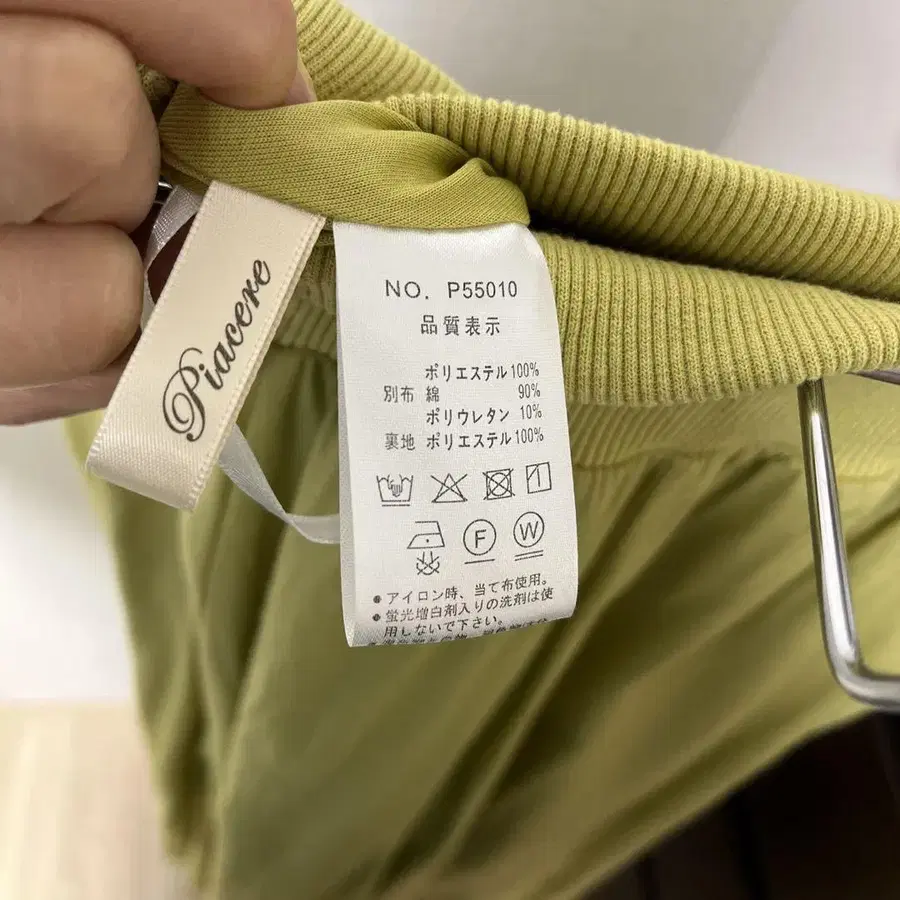 Piacere
NO. P55010
品質表示
ポリエステル100%
別布 綿 90%
ポリウレタン 10%
裏地 ポリエステル100%
F W
●アイロン時、当て布使用。
●蛍光増白剤入りの洗剤は使
用しないで下さい。